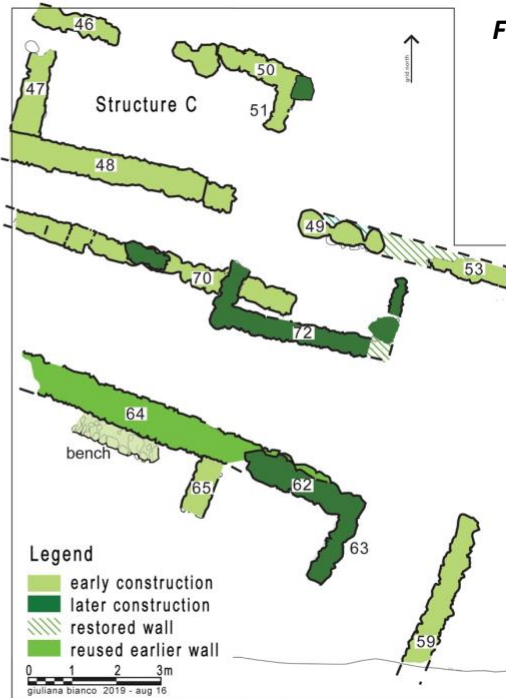 F
46
grid north
50
47
Structure C
51
48
49
53
70
72
64
bench
62
65
63
Legend
early construction
later construction
restored wall
reused earlier wall
59
0 1 2 3m
giuliana bianco 2019 - aug 16